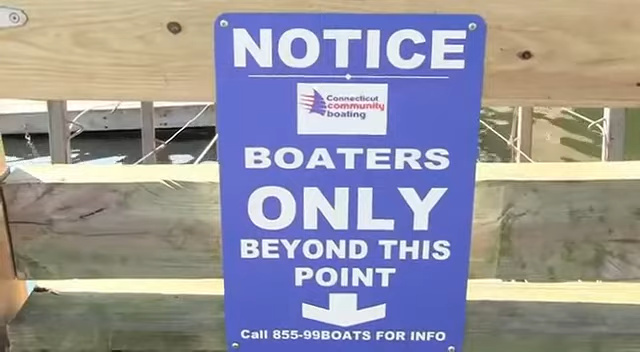 NOTICE
Connecticut
community
boating
BOATERS
ONLY
BEYOND THIS
POINT
Call 855-99BOATS FOR INFO